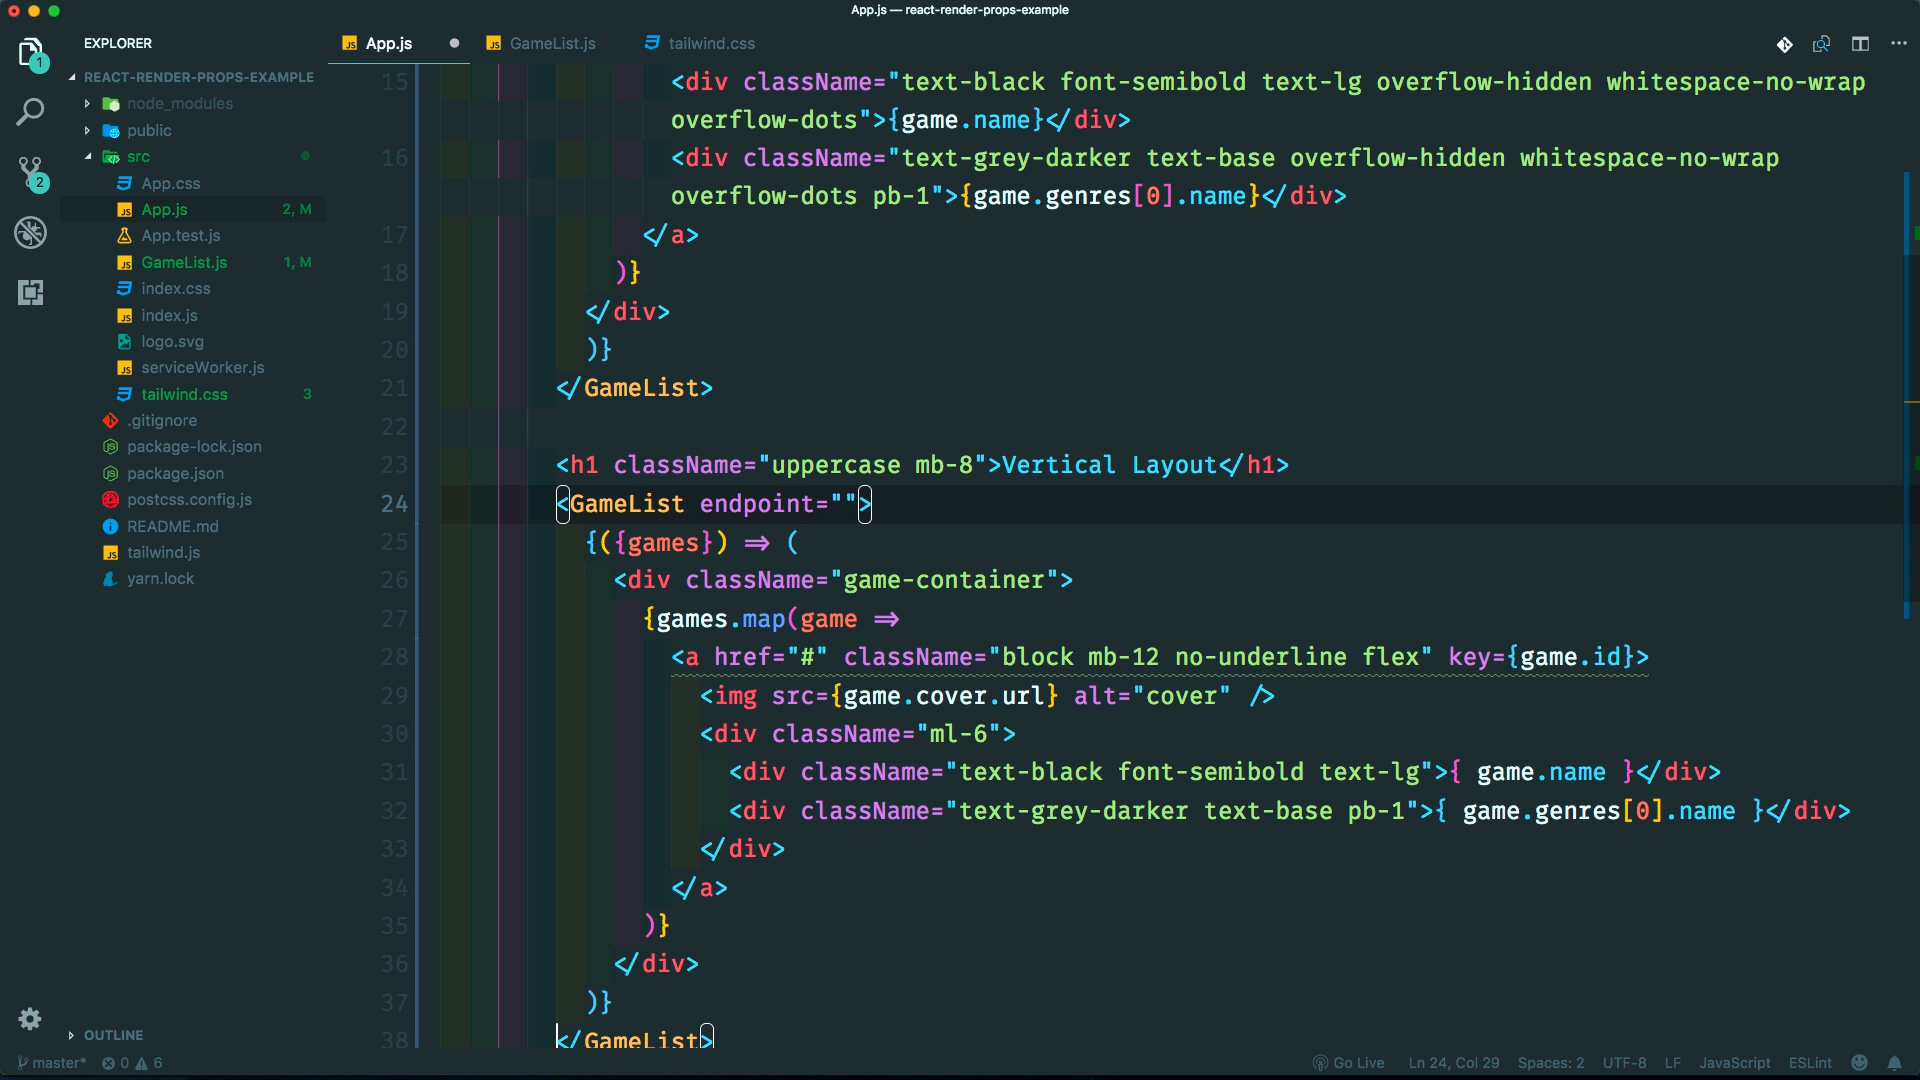 App.js — react-render-props-example
EXPLORER
App.js
GameList.js
tailwind.css
1
REACT-RENDER-PROPS-EXAMPLE
node_modules
public
src
App.css
App.js 2, M
App.test.js
GameList.js 1, M
index.css
index.js
logo.svg
serviceWorker.js
tailwind.css 3
.gitignore
package-lock.json
package.json
postcss.config.js
README.md
tailwind.js
yarn.lock
2
OUTLINE
15 <div className="text-black font-semibold text-lg overflow-hidden whitespace-no-wrap
overflow-dots">{game.name}</div>
16 <div className="text-grey-darker text-base overflow-hidden whitespace-no-wrap
overflow-dots pb-1">{game.genres[0].name}</div>
17 </a>
18 )}
19 </div>
20 )}
21 </GameList>
22
23 <h1 className="uppercase mb-8">Vertical Layout</h1>
24 <GameList endpoint="">
25 {({games}) => (
26 <div className="game-container">
27 {games.map(game =>
28 <a href="#" className="block mb-12 no-underline flex" key={game.id}>
29 <img src={game.cover.url} alt="cover" />
30 <div className="ml-6">
31 <div className="text-black font-semibold text-lg">{ game.name }</div>
32 <div className="text-grey-darker text-base pb-1">{ game.genres[0].name }</div>
33 </div>
34 </a>
35 )}
36 </div>
37 )}
38 </GameList>
master* 0 6
Go Live Ln 24, Col 29 Spaces: 2 UTF-8 LF JavaScript ESLint